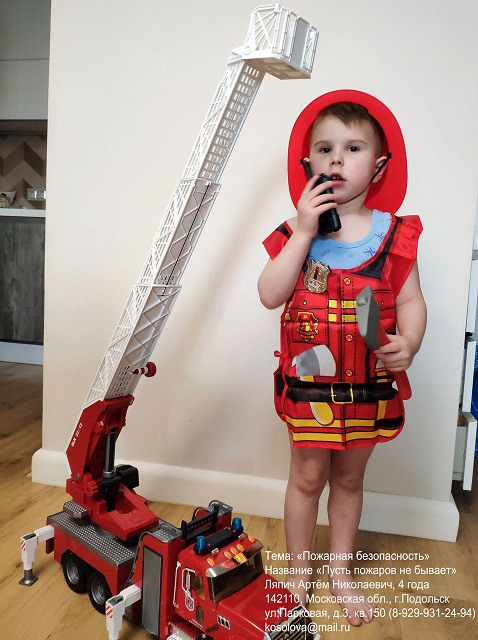 Тема: «Пожарная безопасность»
Название «Пусть пожаров не бывает»
Ляпич Артём Николаевич, 4 года
142110, Московская обл., г.Подольск
ул.Парковая, д.3, кв.150 (8-929-931-24-94)
kosolova@mail.ru